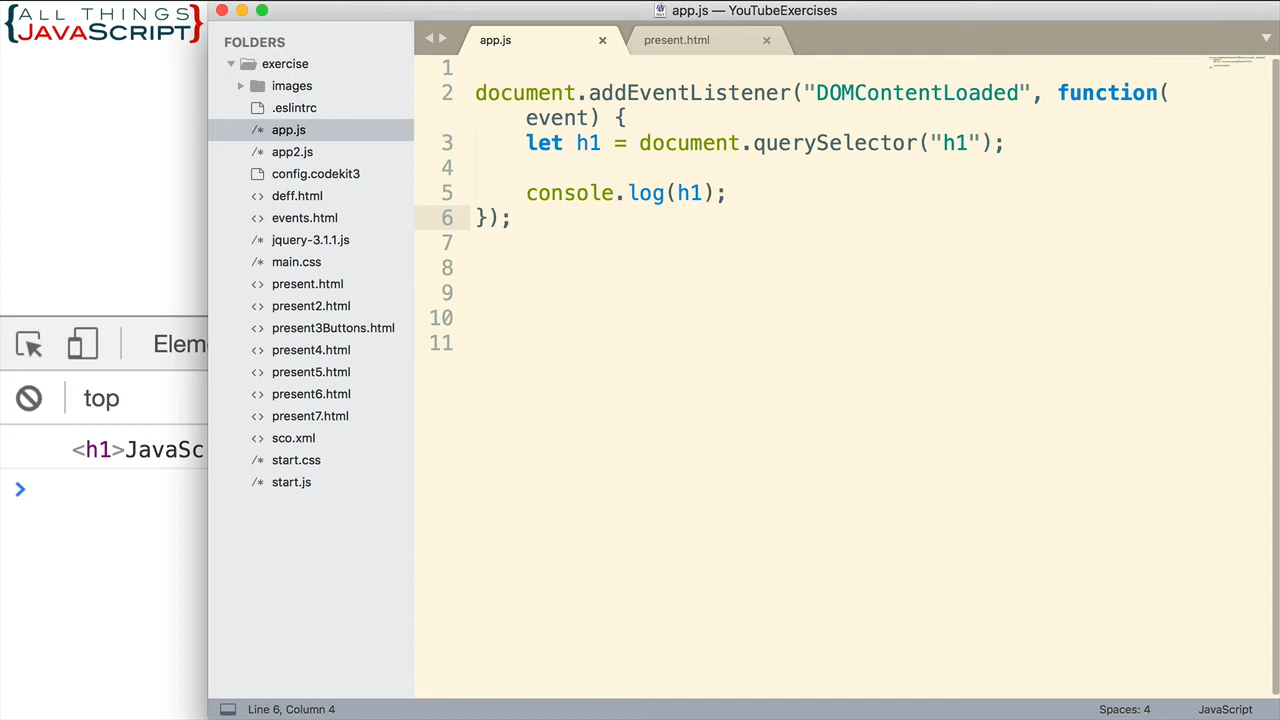 ALL THINGS
JAVASCRIPT
app.js — YouTubeExercises
FOLDERS
exercise
images
.eslintrc
app.js
app2.js
config.codekit3
deff.html
events.html
jquery-3.1.1.js
main.css
present.html
present2.html
present3Buttons.html
present4.html
present5.html
present6.html
present7.html
sco.xml
start.css
start.js
app.js
present.html
1
2 document.addEventListener("DOMContentLoaded", function(
event) {
3 let h1 = document.querySelector("h1");
4
5 console.log(h1);
6 });
7
8
9
10
11
Elem
top
<h1>JavaSc
Line 6, Column 4
Spaces: 4
JavaScript